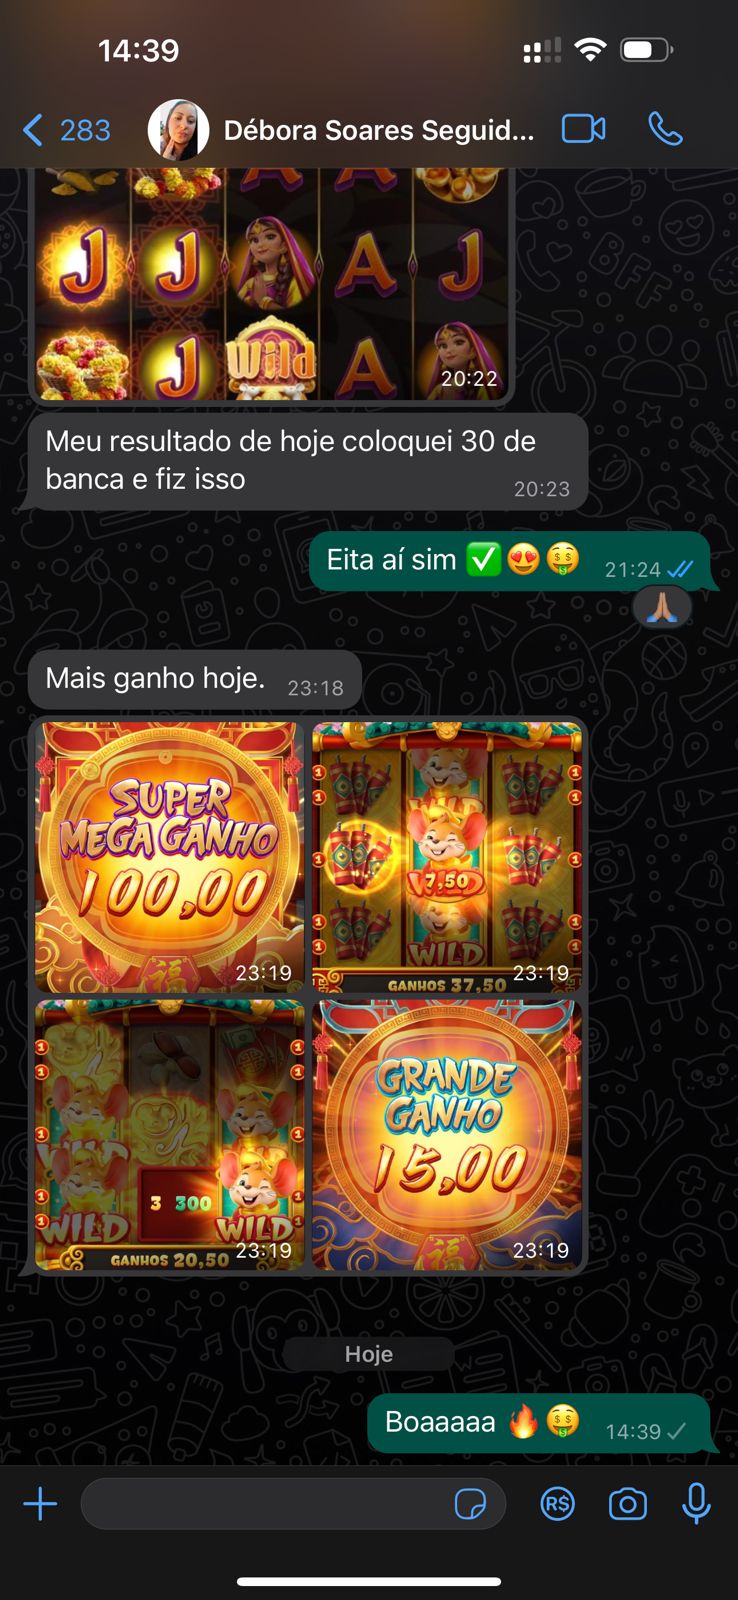 14:39
283
Débora Soares Seguid...
A A
J J A J
J Wild A
20:22
Meu resultado de hoje coloquei 30 de
banca e fiz isso
20:23
Eita aí sim ✅😍🤑 21:24
🙏🏽
Mais ganho hoje. 23:18
SUPER
MEGA GANHO
100,00
23:19
WILD
17,50
WILD
GANHOS 37,50
23:19
WILD
3 300
WILD WILD
GANHOS 20,50
23:19
GRANDE
GANHO
15,00
福
23:19
Hoje
Boaaaaa 🔥🤑 14:39
R$